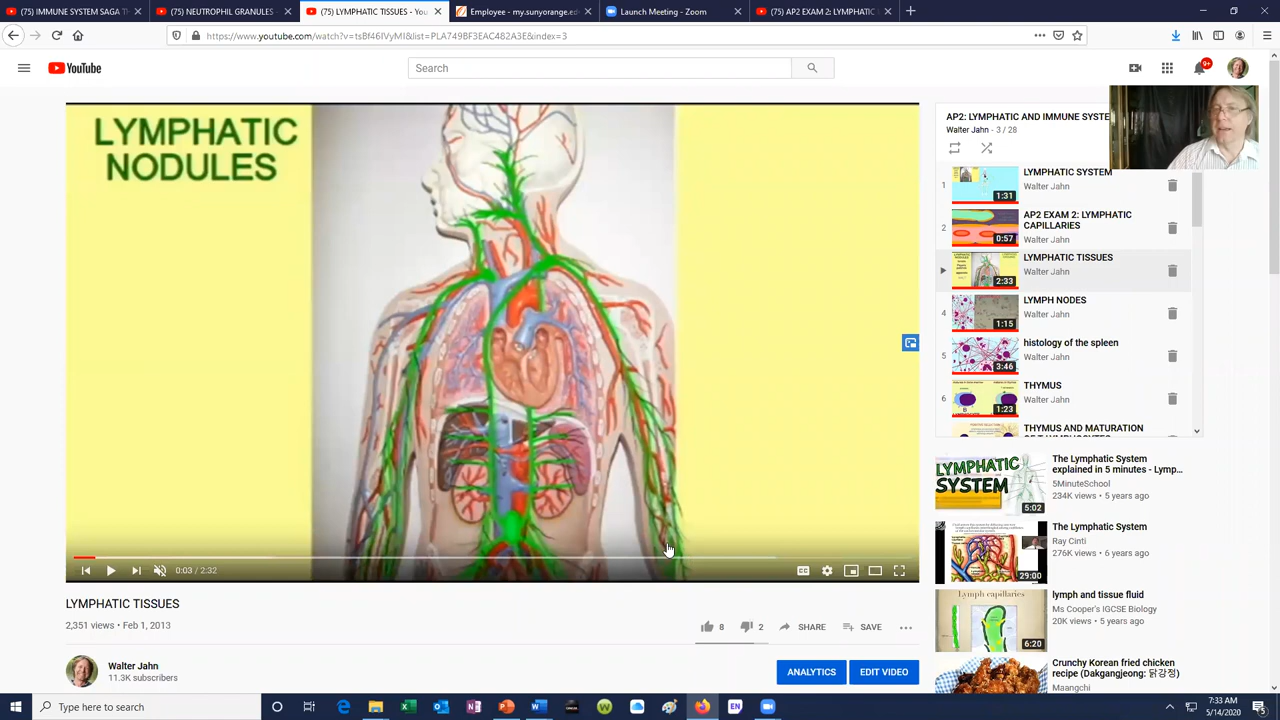 (75) IMMUNE SYSTEM SAGA T
(75) NEUTROPHIL GRANULES -
(75) LYMPHATIC TISSUES - You
Employee - my.sunyorange.ed
Launch Meeting - Zoom
(75) AP2 EXAM 2: LYMPHATIC
https://www.youtube.com/watch?v=tsBf46IVyMI&list=PLA749BF3EAC482A3E&index=3
YouTube
Search
9+
LYMPHATIC
NODULES
AP2: LYMPHATIC AND IMMUNE SYSTE
Walter Jahn - 3 / 28
1
1:31
LYMPHATIC SYSTEM
Walter Jahn
2
0:57
AP2 EXAM 2: LYMPHATIC
CAPILLARIES
Walter Jahn
2:33
LYMPHATIC TISSUES
Walter Jahn
4
1:15
LYMPH NODES
Walter Jahn
5
3:46
histology of the spleen
Walter Jahn
6
1:23
THYMUS
Walter Jahn
THYMUS AND MATURATION
0:03 / 2:32
CC
LYMPHATIC TISSUES
2,351 views • Feb 1, 2013
8
2
SHARE
SAVE
Walter Jahn
11.3K subscribers
ANALYTICS
EDIT VIDEO
LYMPHATIC
SYSTEM
5:02
The Lymphatic System
explained in 5 minutes - Lymp...
5MinuteSchool
234K views • 5 years ago
29:00
The Lymphatic System
Ray Cinti
276K views • 6 years ago
Lymph capillaries
6:20
lymph and tissue fluid
Ms Cooper's IGCSE Biology
20K views • 5 years ago
Crunchy Korean fried chicken
recipe (Dakgangjeong: 닭강정)
Maangchi
Type here to search
EN
7:33 AM
5/14/2020